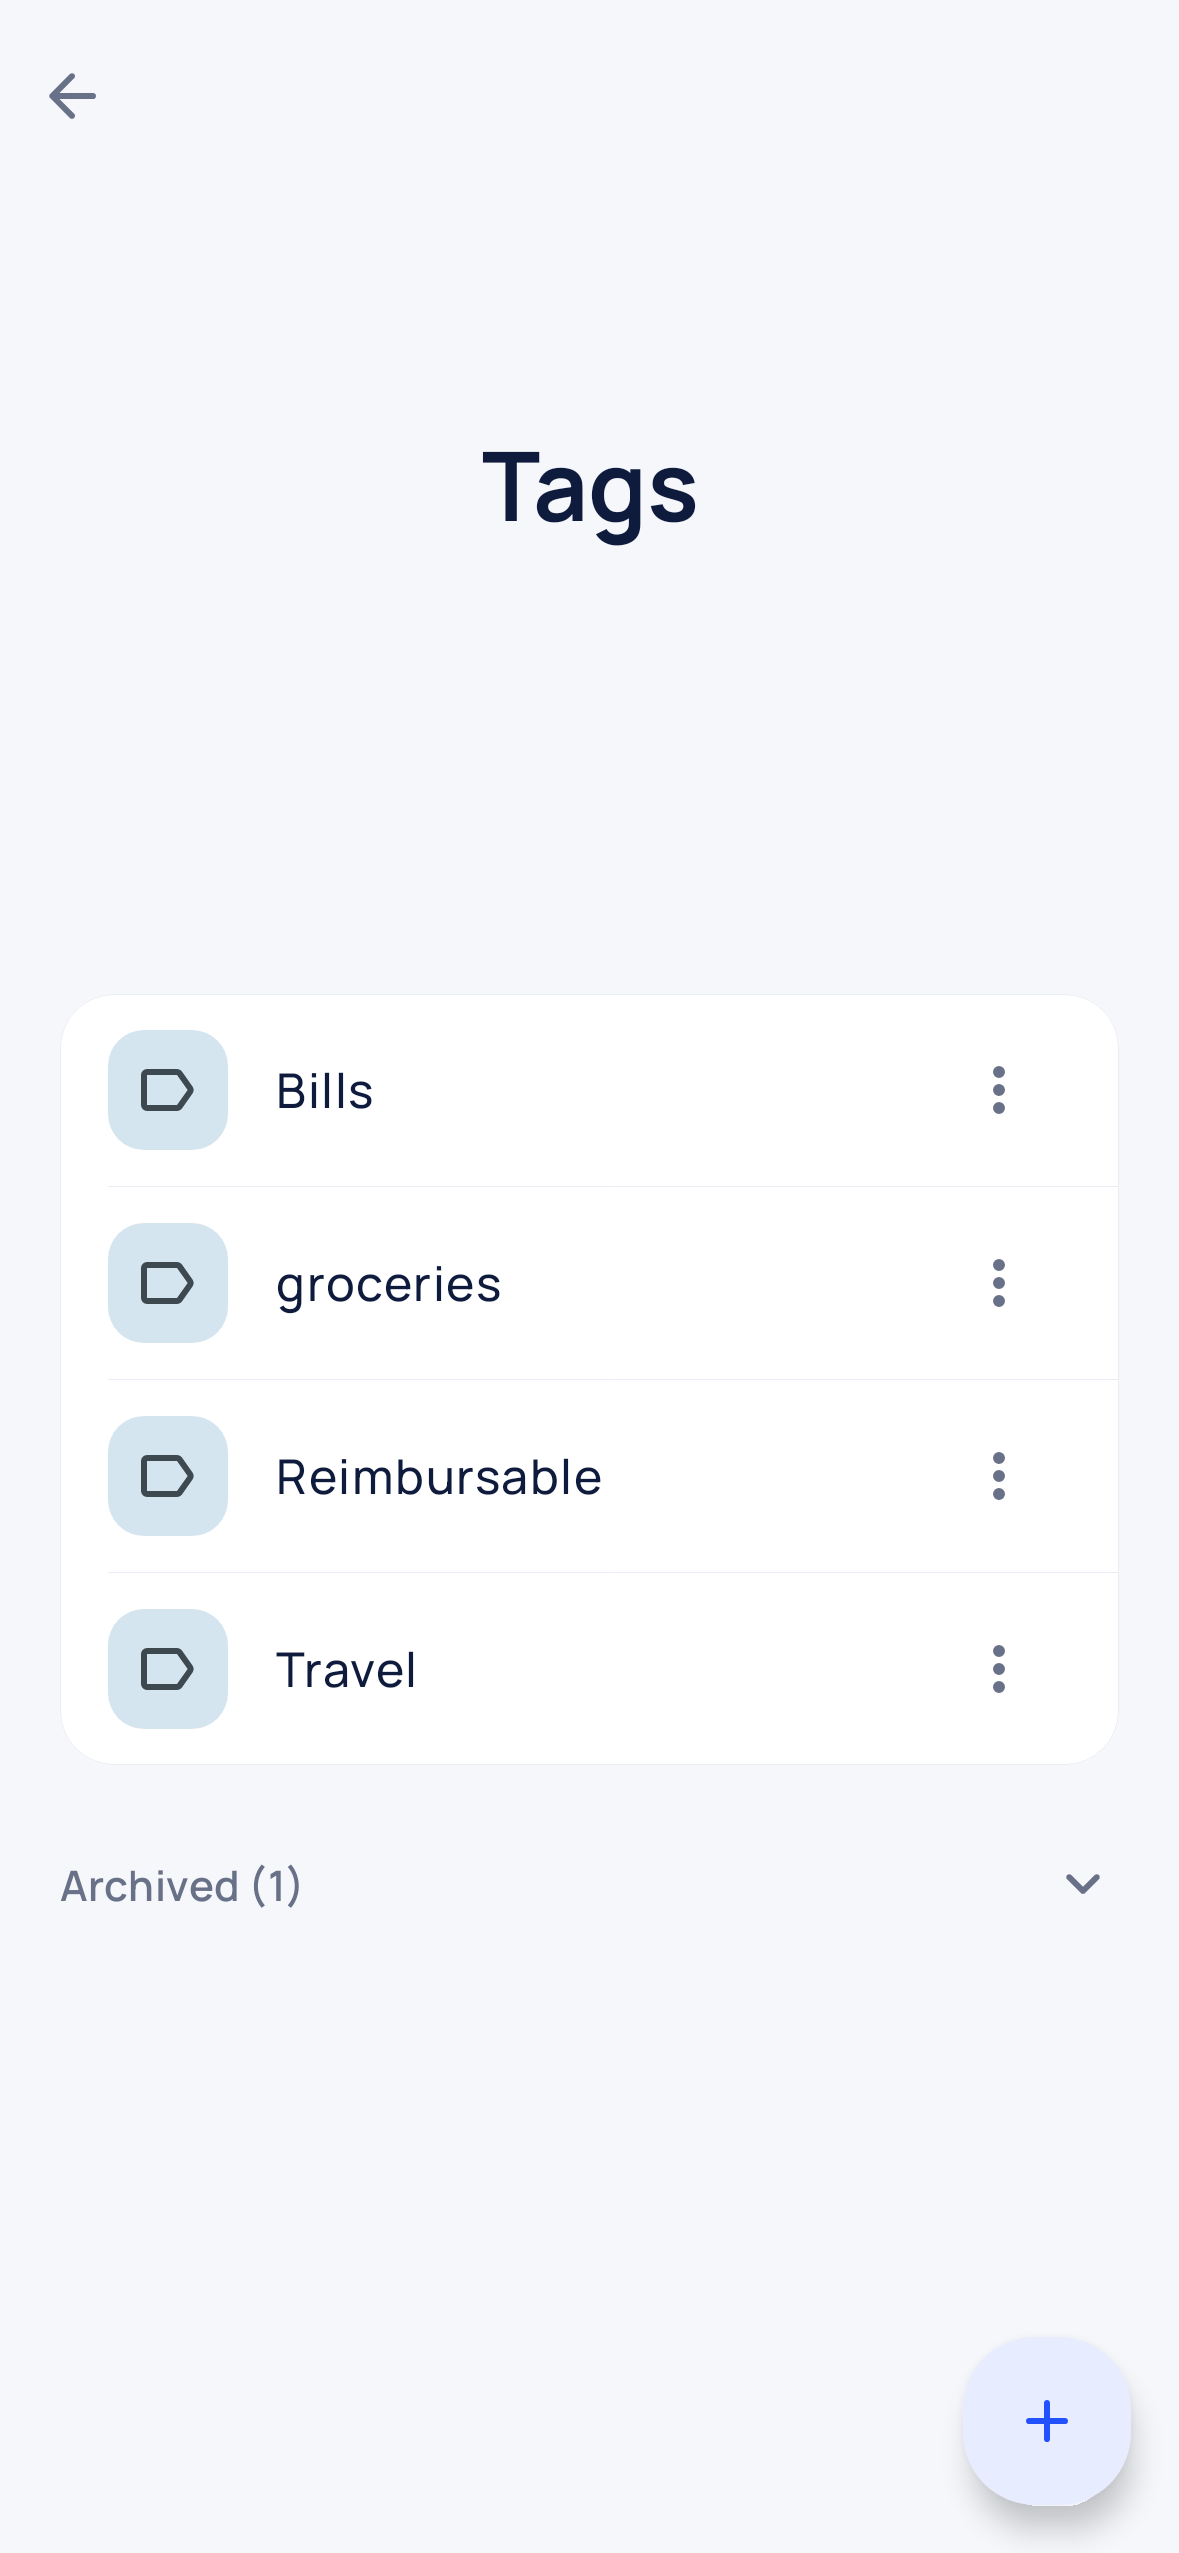 Tags
Bills
groceries
Reimbursable
Travel
Archived (1)